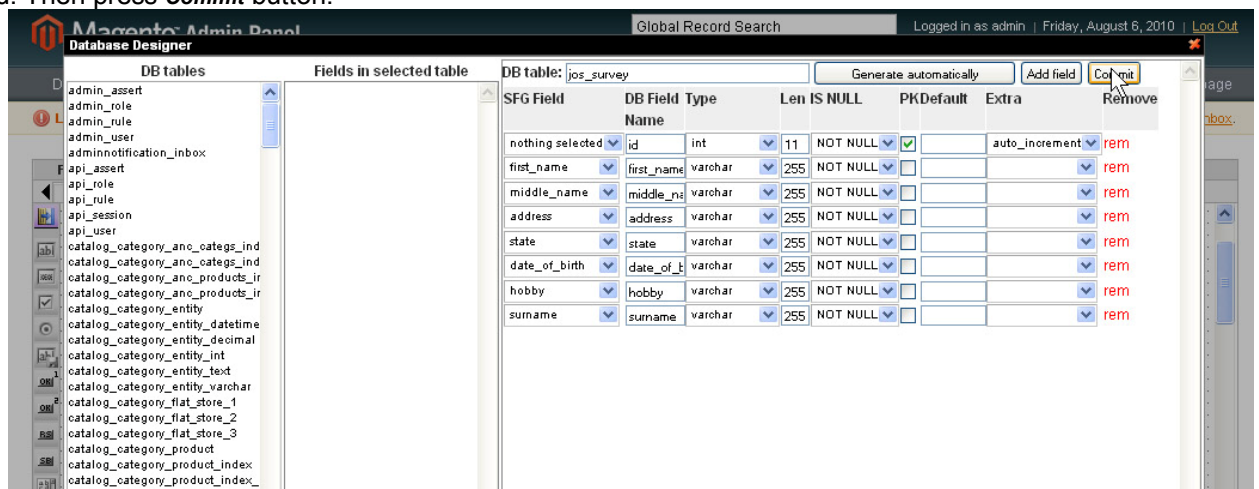 Then press Commit button.
Magento Admin Panel
Global Record Search
Logged in as admin | Friday, August 6, 2010 | Log Out
Database Designer
DB tables
Fields in selected table
DB table: jos_survey Generate automatically Add field Commit
SFG Field DB Field Name Type Len IS NULL PK Default Extra Remove
nothing selected id int 11 NOT NULL auto_increment rem
first_name first_name varchar 255 NOT NULL rem
middle_name middle_na varchar 255 NOT NULL rem
address address varchar 255 NOT NULL rem
state state varchar 255 NOT NULL rem
date_of_birth date_of_b varchar 255 NOT NULL rem
hobby hobby varchar 255 NOT NULL rem
surname surname varchar 255 NOT NULL rem
admin_assert
admin_role
admin_rule
admin_user
adminnotification_inbox
api_assert
api_role
api_rule
api_session
api_user
catalog_category_anc_categs_ind
catalog_category_anc_categs_ind
catalog_category_anc_products_ir
catalog_category_anc_products_ir
catalog_category_entity
catalog_category_entity_datetime
catalog_category_entity_decimal
catalog_category_entity_int
catalog_category_entity_text
catalog_category_entity_varchar
catalog_category_flat_store_1
catalog_category_flat_store_2
catalog_category_flat_store_3
catalog_category_product
catalog_category_product_index
catalog_category_product_index_
age
nbox.